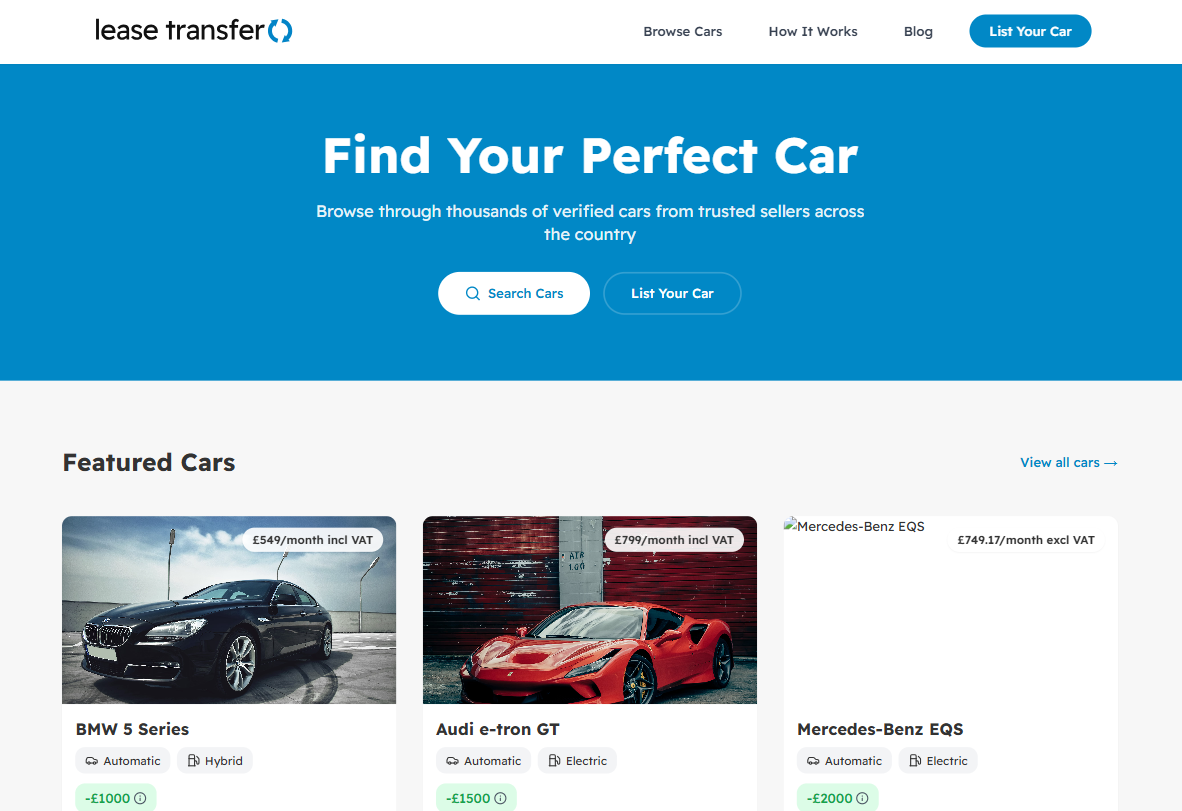 lease transfer
Browse Cars
How It Works
Blog
List Your Car
Find Your Perfect Car
Browse through thousands of verified cars from trusted sellers across
the country
Search Cars
List Your Car
Featured Cars
View all cars →
£549/month incl VAT
ATR
1.00
£799/month incl VAT
Mercedes-Benz EQS
£749.17/month excl VAT
BMW 5 Series
Automatic
Hybrid
-£1000
Audi e-tron GT
Automatic
Electric
-£1500
Mercedes-Benz EQS
Automatic
Electric
-£2000